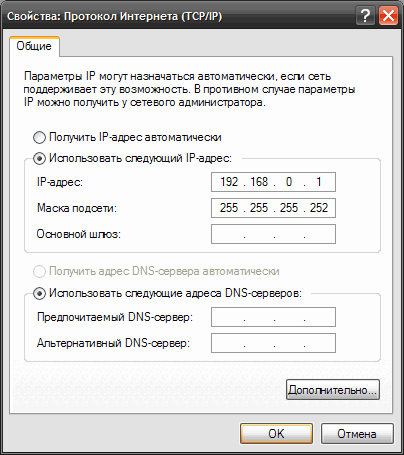 Свойства: Протокол Интернета (TCP/IP)
Общие
Параметры IP могут назначаться автоматически, если сеть
поддерживает эту возможность. В противном случае параметры
IP можно получить у сетевого администратора.
Получить IP-адрес автоматически
Использовать следующий IP-адрес:
IP-адрес: 192 . 168 . 0 . 1
Маска подсети: 255 . 255 . 255 . 252
Основной шлюз: . . .
Получить адрес DNS-сервера автоматически
Использовать следующие адреса DNS-серверов:
Предпочитаемый DNS-сервер: . . .
Альтернативный DNS-сервер: . . .
Дополнительно...
OK Отмена